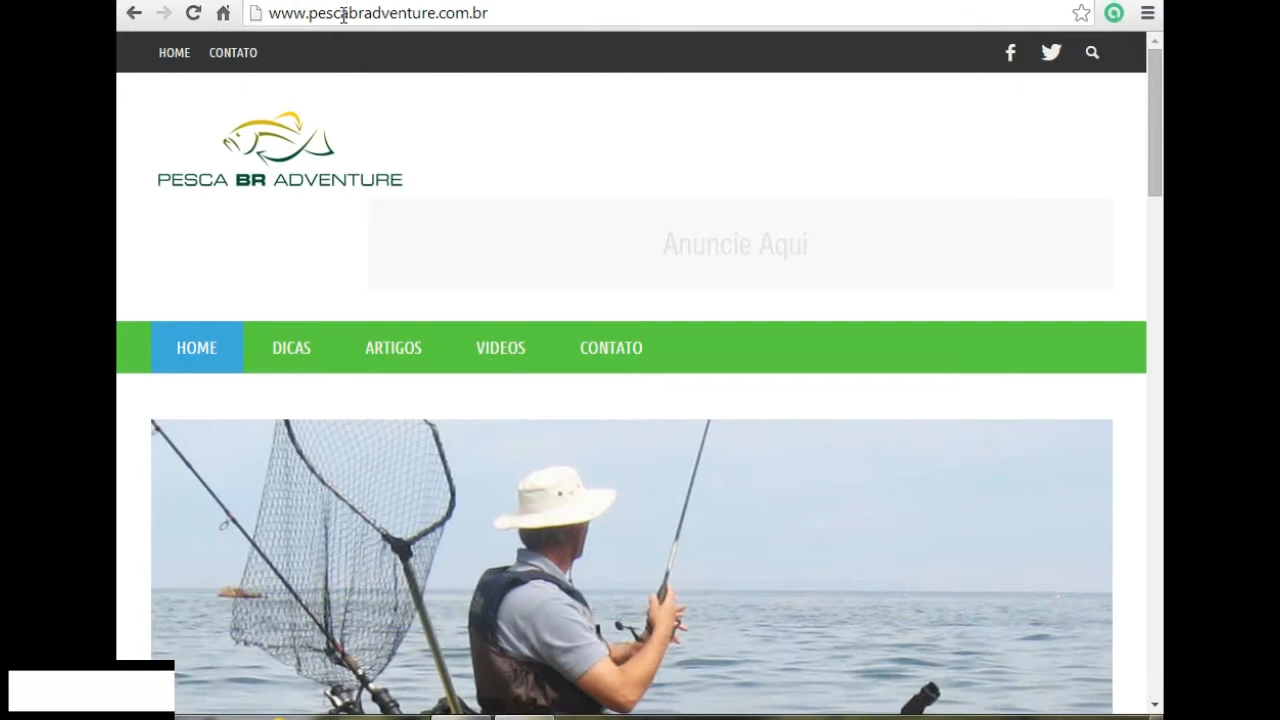 www.pescabradventure.com.br
HOME CONTATO
PESCA BR ADVENTURE
Anuncie Aqui
HOME DICAS ARTIGOS VIDEOS CONTATO